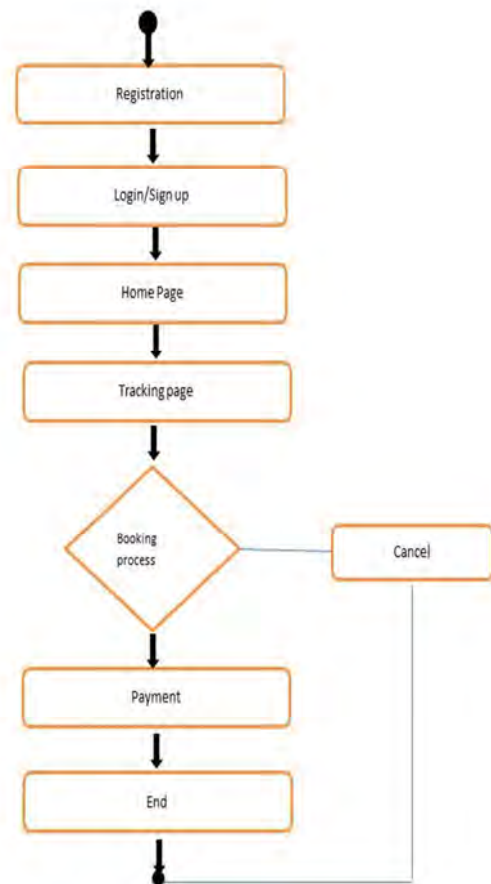 Registration
Login/Sign up
Home Page
Tracking page
Booking
process
Cancel
Payment
End